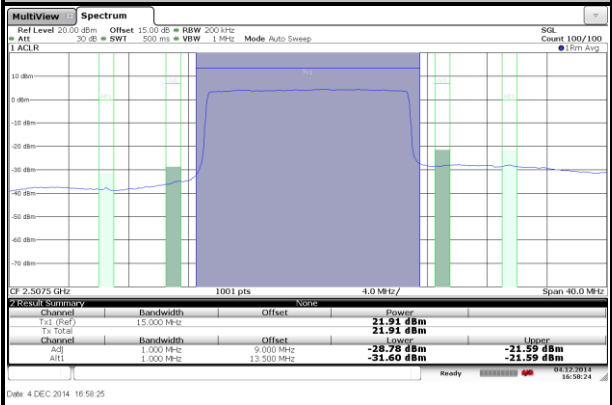 MultiView Spectrum
Ref Level 20.00 dBm Offset 15.00 dB RBW 200 kHz SGL
Att 30 dB SWT 500 ms VBW 1 MHz Mode Auto Sweep Count 100/100
1 ACLR 1Rm Avg
Tx1
10 dBm
0 dBm
-10 dBm
-20 dBm
-30 dBm
-40 dBm
-50 dBm
-60 dBm
-70 dBm
CF 2.5075 GHz 1001 pts 4.0 MHz/ Span 40.0 MHz
2 Result Summary None
Channel Bandwidth Offset Power
Tx1 (Ref) 15.000 MHz 21.91 dBm
Tx Total 21.91 dBm
Channel Bandwidth Offset Lower Upper
Adj 1.000 MHz 9.000 MHz -28.78 dBm -21.59 dBm
Alt1 1.000 MHz 13.500 MHz -31.60 dBm -21.59 dBm
Ready 04.12.2014
16:58:24
Date: 4.DEC.2014 16:58:25